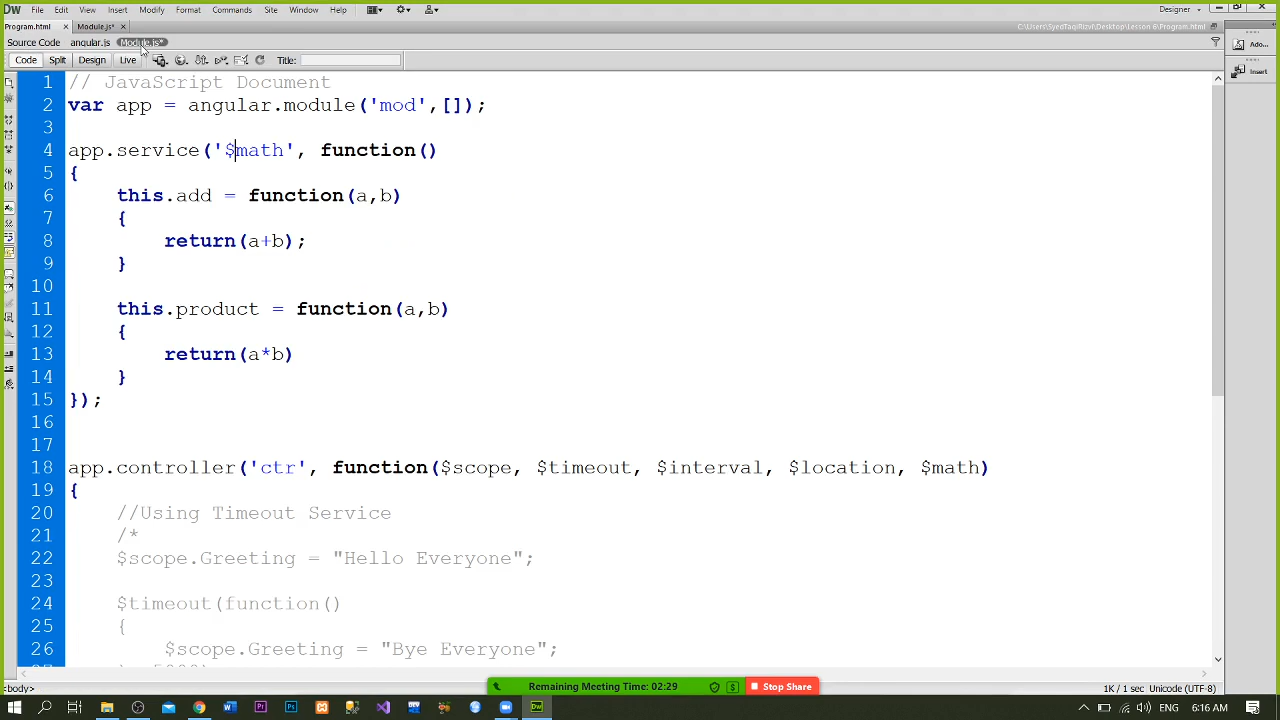 DW File Edit View Insert Modify Format Commands Site Window Help Designer
Program.html × Module.js* × C:\Users\SyedTaqiRizvi\Desktop\Lesson 6\Program.html
Source Code angular.js Module.js*
Code Split Design Live Title:
Ado...
Insert
1 // JavaScript Document
2 var app = angular.module('mod',[]);
3
4 app.service('$math', function()
5 {
6 this.add = function(a,b)
7 {
8 return(a+b);
9 }
10
11 this.product = function(a,b)
12 {
13 return(a*b)
14 }
15 });
16
17
18 app.controller('ctr', function($scope, $timeout, $interval, $location, $math)
19 {
20 //Using Timeout Service
21 /*
22 $scope.Greeting = "Hello Everyone";
23
24 $timeout(function()
25 {
26 $scope.Greeting = "Bye Everyone";
<body> Remaining Meeting Time: 02:29 Stop Share 1K / 1 sec Unicode (UTF-8)
ENG 6:16 AM